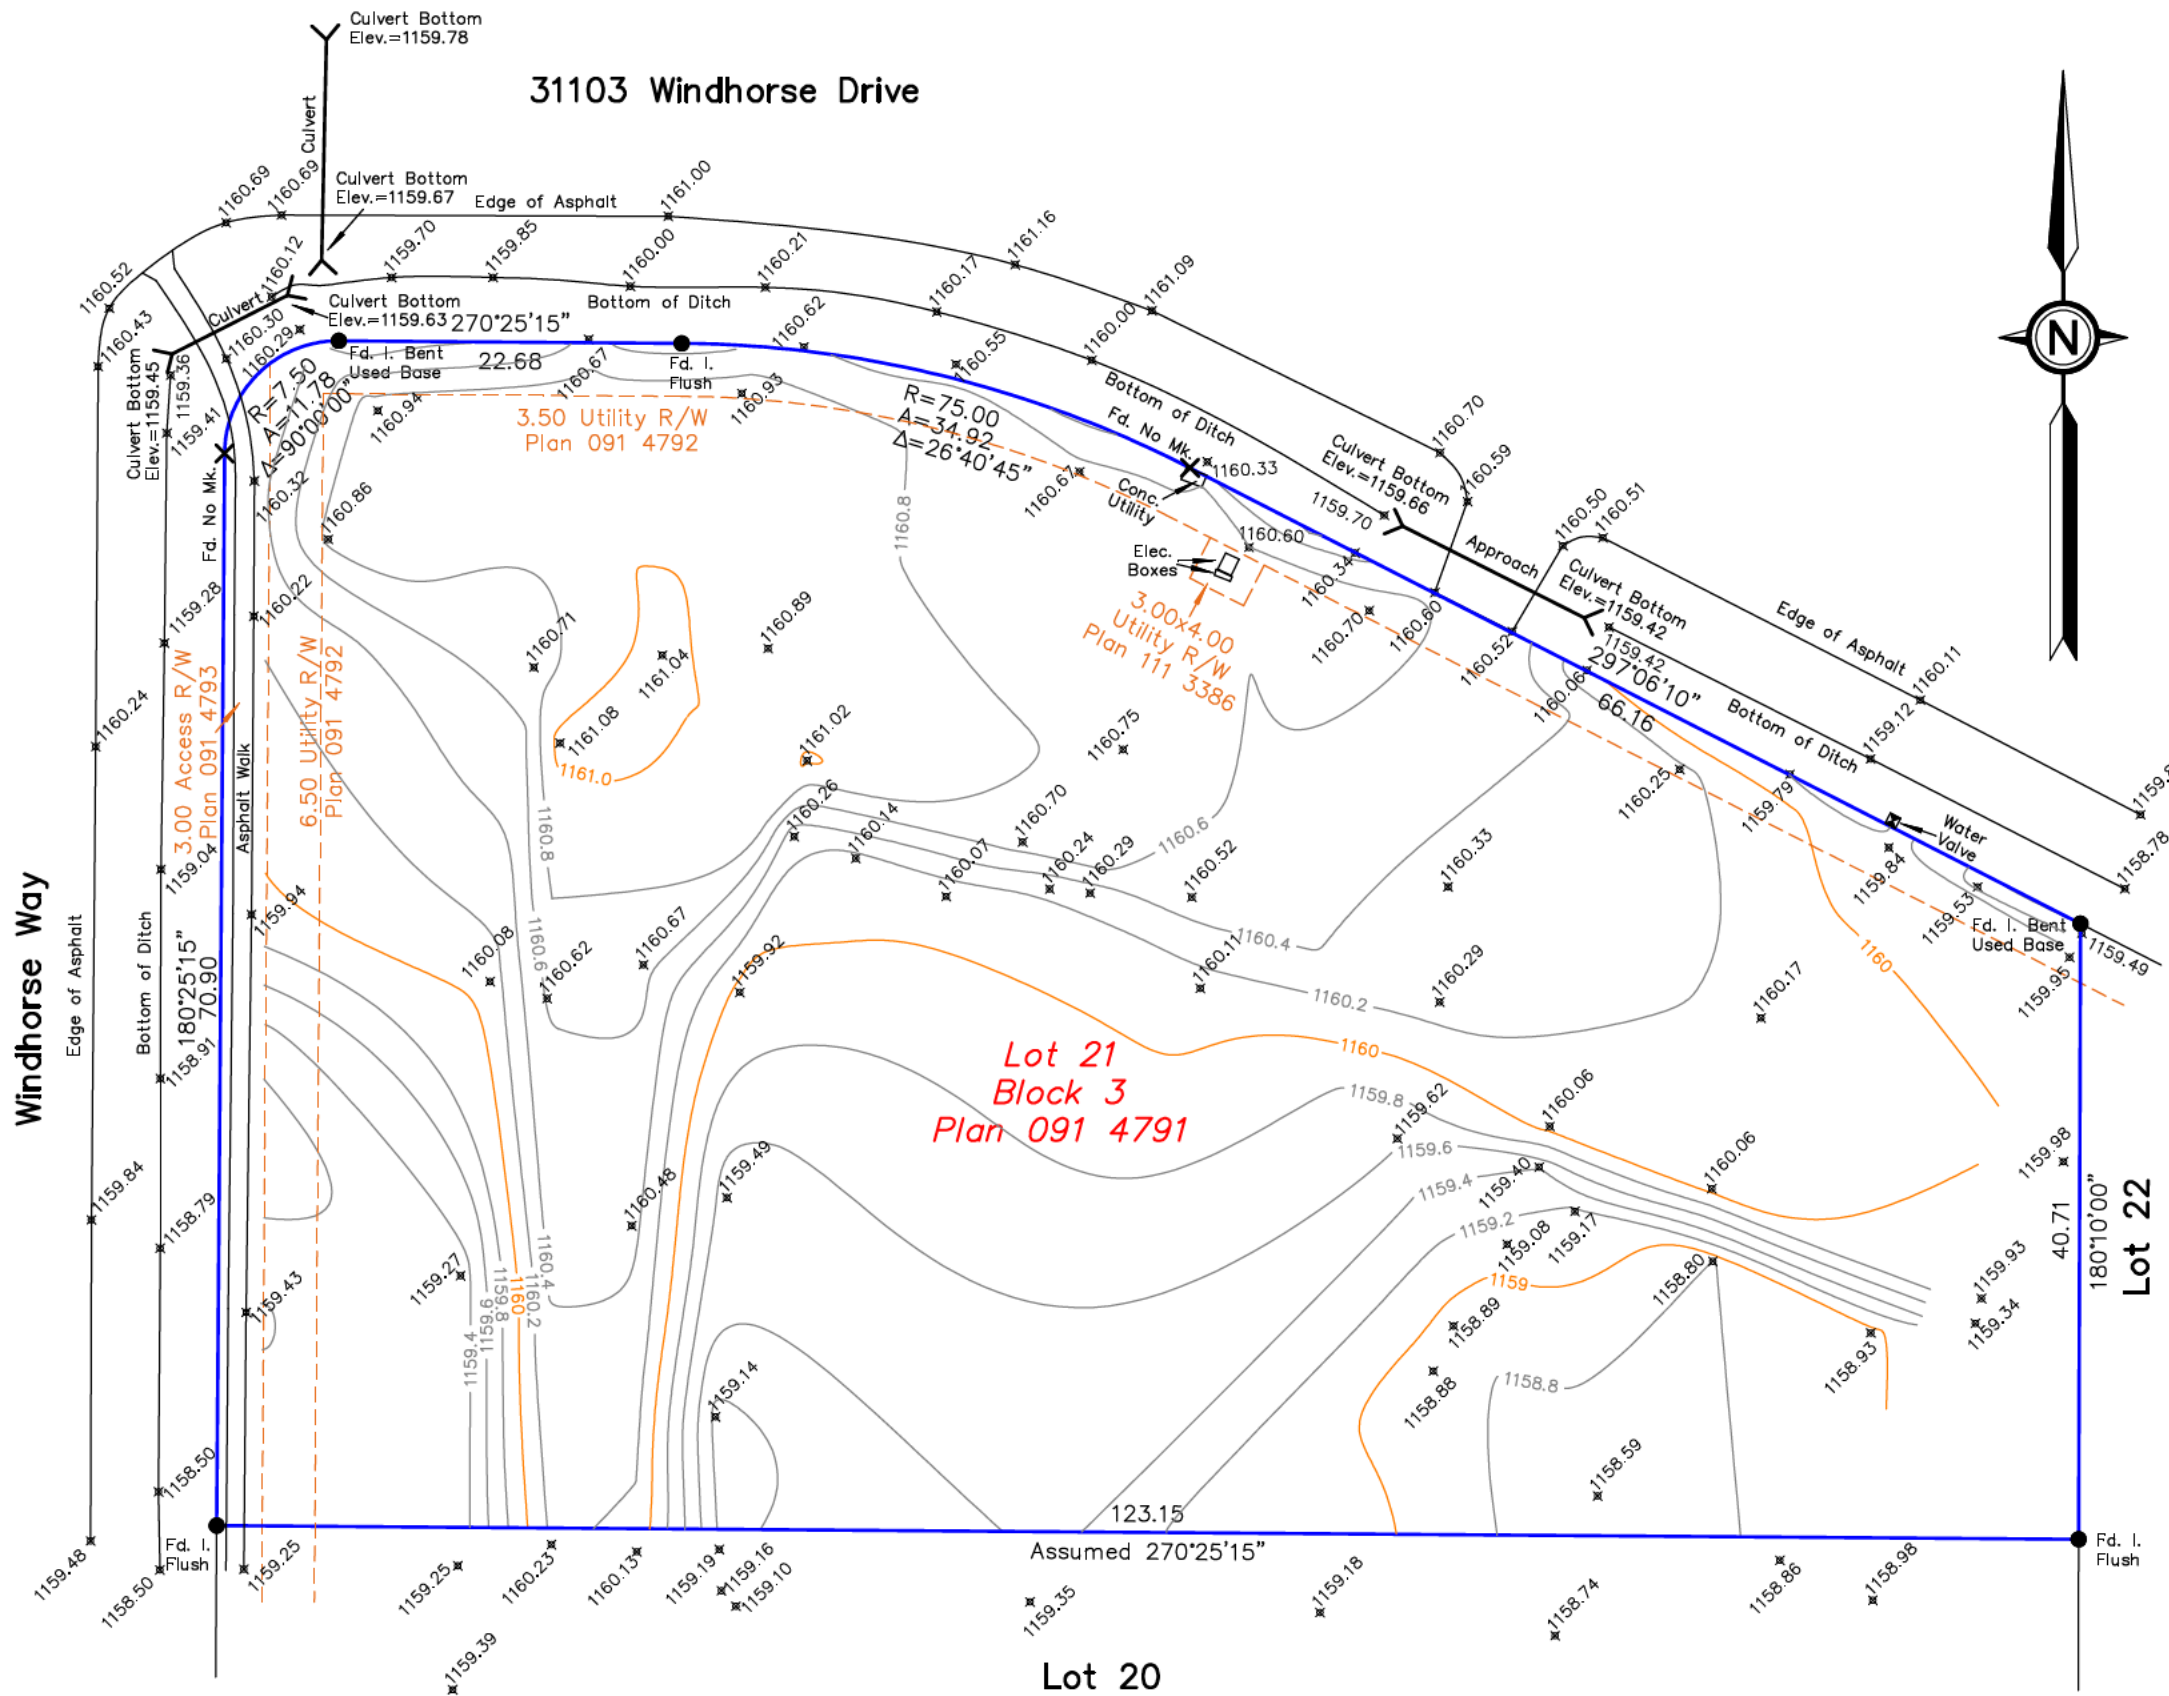 Culvert Bottom
Elev.=1159.78
31103 Windhorse Drive
Culvert
Culvert Bottom
Elev.=1159.67
Edge of Asphalt
1160.69
1160.69
1161.00
1161.16
1161.09
1160.52
1160.43
1160.12
1159.70
1159.85
1160.00
1160.21
1160.17
1160.00
Bottom of Ditch
Culvert
Culvert Bottom
Elev.=1159.63
270°25'15"
22.68
1160.30
1160.29
Culvert Bottom
Elev.=1159.45
1159.36
1159.41
Fd. I. Bent
Used Base
Fd. I.
Flush
1160.67
1160.62
1160.55
1160.93
1160.94
R=7.50
A=11.78
Δ=90°00'00"
3.50 Utility R/W
Plan 091 4792
R=75.00
A=34.92
Δ=26°40'45"
Bottom of Ditch
Fd. No Mk.
1160.33
Culvert Bottom
Elev.=1159.66
1160.70
1160.59
1159.70
Conc.
Utility
1160.67
1160.60
Elec.
Boxes
1160.34
Approach
1160.50
1160.51
Culvert Bottom
Elev.=1159.42
1159.42
Edge of Asphalt
3.00x4.00
Utility R/W
Plan 111 3386
1160.70
1160.60
1160.52
1160.06
297°06'10"
66.16
Bottom of Ditch
1160.11
1159.12
1159.8
1158.78
Fd. No Mk.
1160.32
1160.86
1160.8
1159.28
1160.22
1160.71
1161.04
1160.89
3.00 Access R/W
Plan 091 4793
6.50 Utility R/W
Plan 091 4792
1160.24
1161.08
1161.0
1161.02
1160.75
1160.25
1159.79
Water
Valve
1159.84
1159.53
Fd. I. Bent
Used Base
1159.49
1159.95
Asphalt Walk
1160.8
1160.26
1160.14
1160.07
1160.70
1160.24
1160.29
1160.6
1160.52
1160.33
1159.04
1159.94
Windhorse Way
Edge of Asphalt
Bottom of Ditch
180°25'15"
70.90
1160.08
1160.6
1160.62
1160.67
1159.92
1160.11
1160.4
1160.2
1160.29
1160.17
1160
1158.91
Lot 21
Block 3
Plan 091 4791
1160
1159.8
1159.62
1159.6
1160.06
1160.06
1159.98
1159.84
1158.79
1160.48
1159.49
1159.40
1159.4
1159.2
1159.08
1159.17
40.71
180°10'00"
Lot 22
1159.43
1159.27
1159.4
1159.6
1159.8
1160
1160.2
1160.4
1159
1158.80
1158.89
1158.88
1158.8
1158.93
1159.93
1159.34
1159.14
1158.59
1158.50
123.15
Assumed 270°25'15"
Fd. I.
Flush
Fd. I.
Flush
1159.48
1158.50
1159.25
1159.25
1160.23
1160.13
1159.19
1159.16
1159.10
1159.35
1159.18
1158.74
1158.86
1158.98
1159.39
Lot 20
N